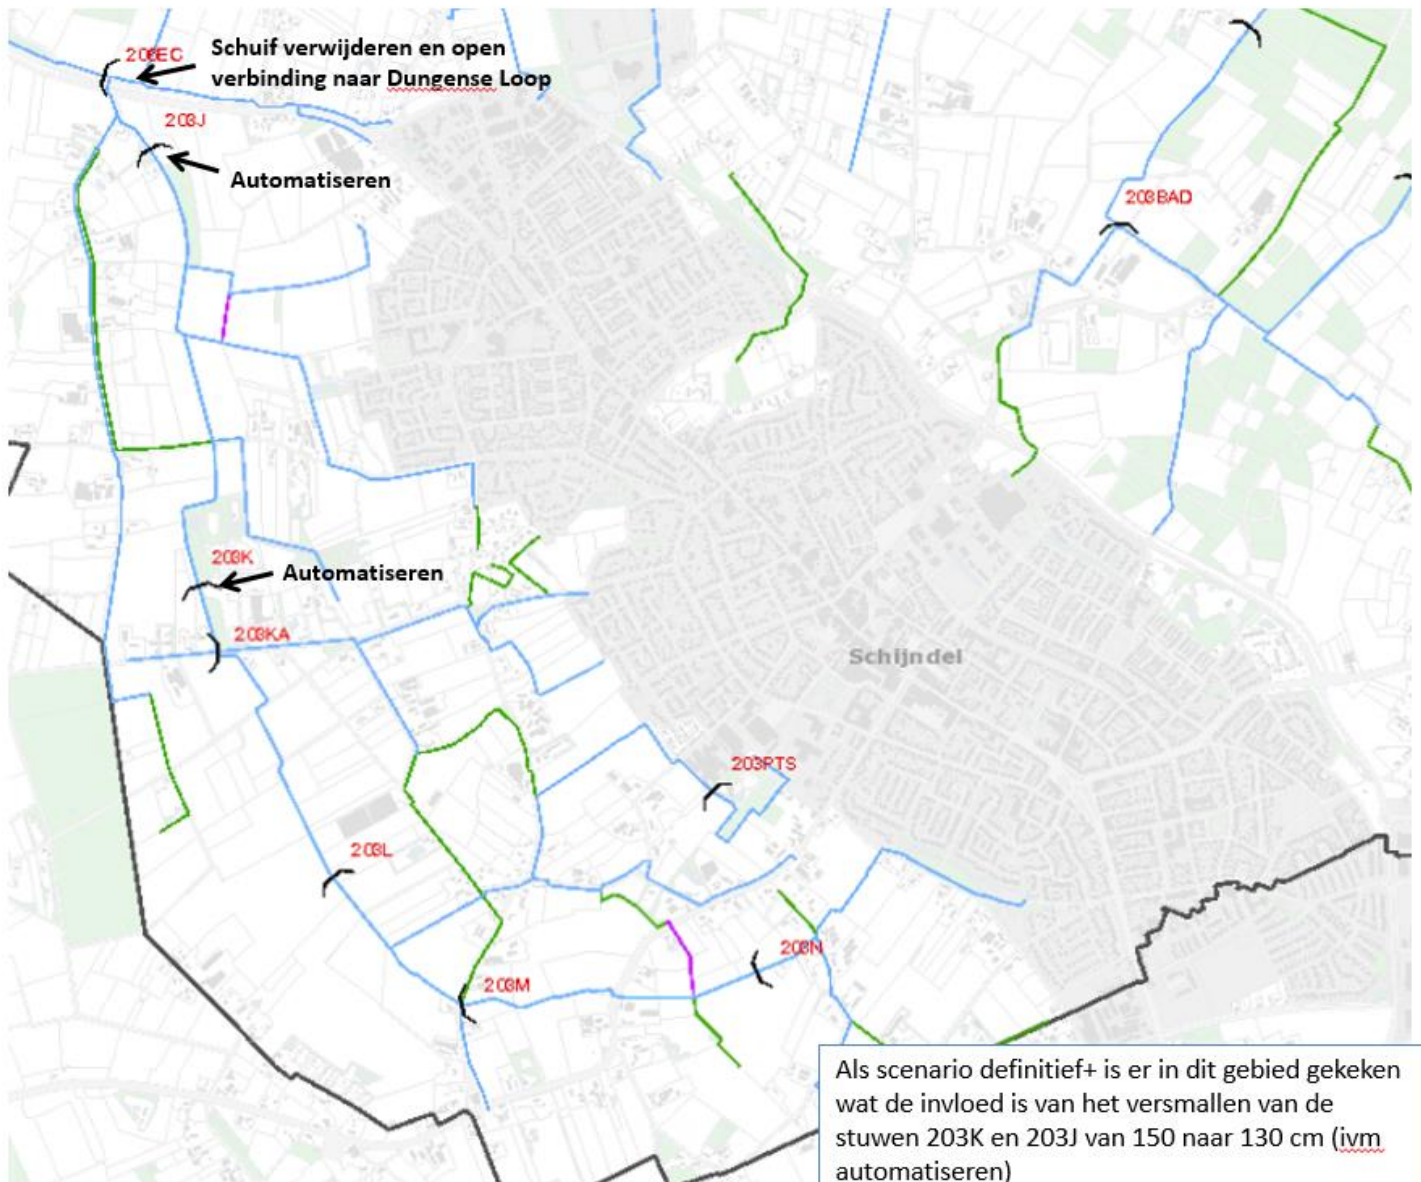 Schuif verwijderen en open
verbinding naar Dungense Loop
203J
Automatiseren
203BAD
203K
Automatiseren
203KA
Schijndel
203PTS
203L
203N
203M
Als scenario definitief+ is er in dit gebied gekeken
wat de invloed is van het versmallen van de
stuwen 203K en 203J van 150 naar 130 cm (ivm
automatiseren)